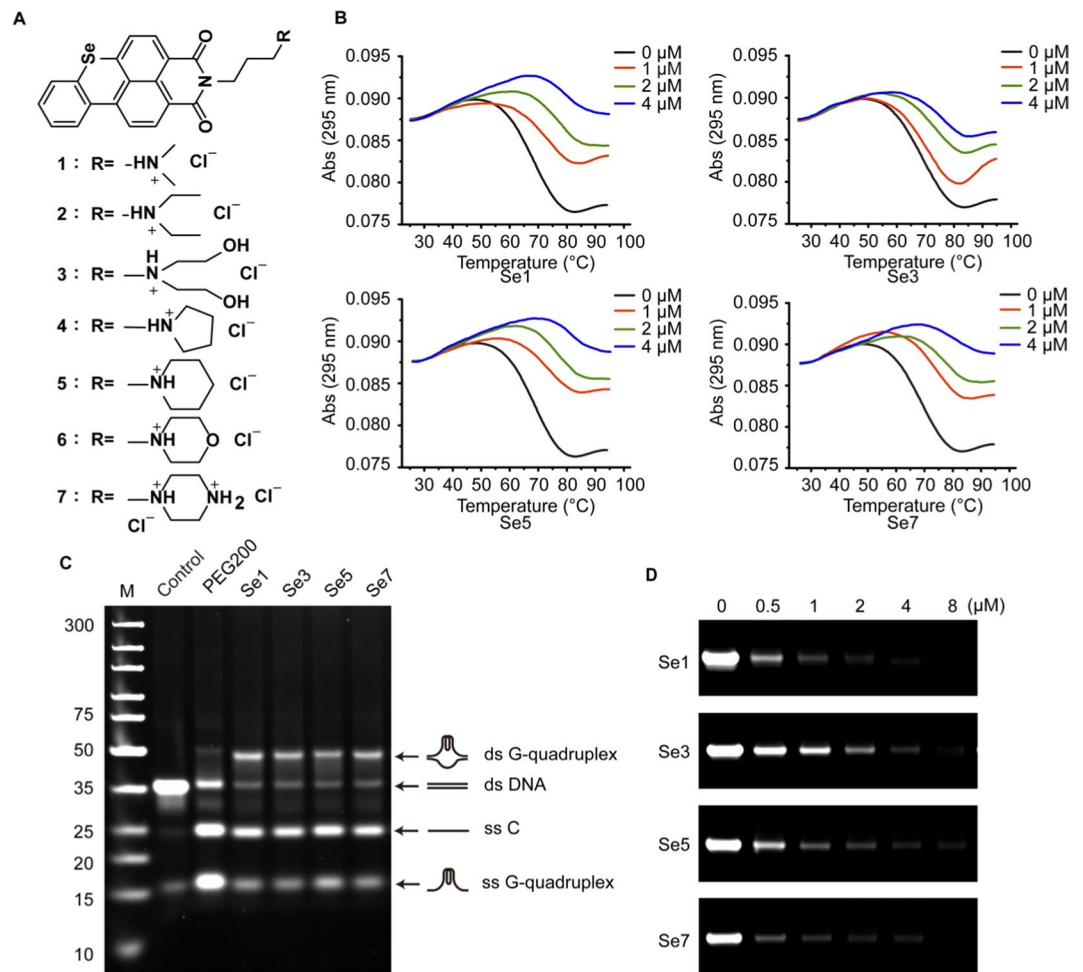 A
Se
O
N
O
R
1 : R= -HN + Cl⁻
2 : R= -HN + Cl⁻
3 : R= H N + OH OH Cl⁻
4 : R= HN + Cl⁻
5 : R= NH + Cl⁻
6 : R= NH + O Cl⁻
7 : R= NH + NH2 + Cl⁻ Cl⁻
B
Abs (295 nm)
0.095
0.090
0.085
0.080
0.075
30 40 50 60 70 80 90 100
Temperature (°C)
Se1
0 µM
1 µM
2 µM
4 µM
Abs (295 nm)
0.095
0.090
0.085
0.080
0.075
30 40 50 60 70 80 90 100
Temperature (°C)
Se3
0 µM
1 µM
2 µM
4 µM
Abs (295 nm)
0.095
0.090
0.085
0.080
0.075
30 40 50 60 70 80 90 100
Temperature (°C)
Se5
0 µM
1 µM
2 µM
4 µM
Abs (295 nm)
0.095
0.090
0.085
0.080
0.075
30 40 50 60 70 80 90 100
Temperature (°C)
Se7
0 µM
1 µM
2 µM
4 µM
C
M Control PEG200 Se1 Se3 Se5 Se7
300
75
50
35
25
20
15
10
ds G-quadruplex
ds DNA
ss C
ss G-quadruplex
D
0 0.5 1 2 4 8 (µM)
Se1
Se3
Se5
Se7